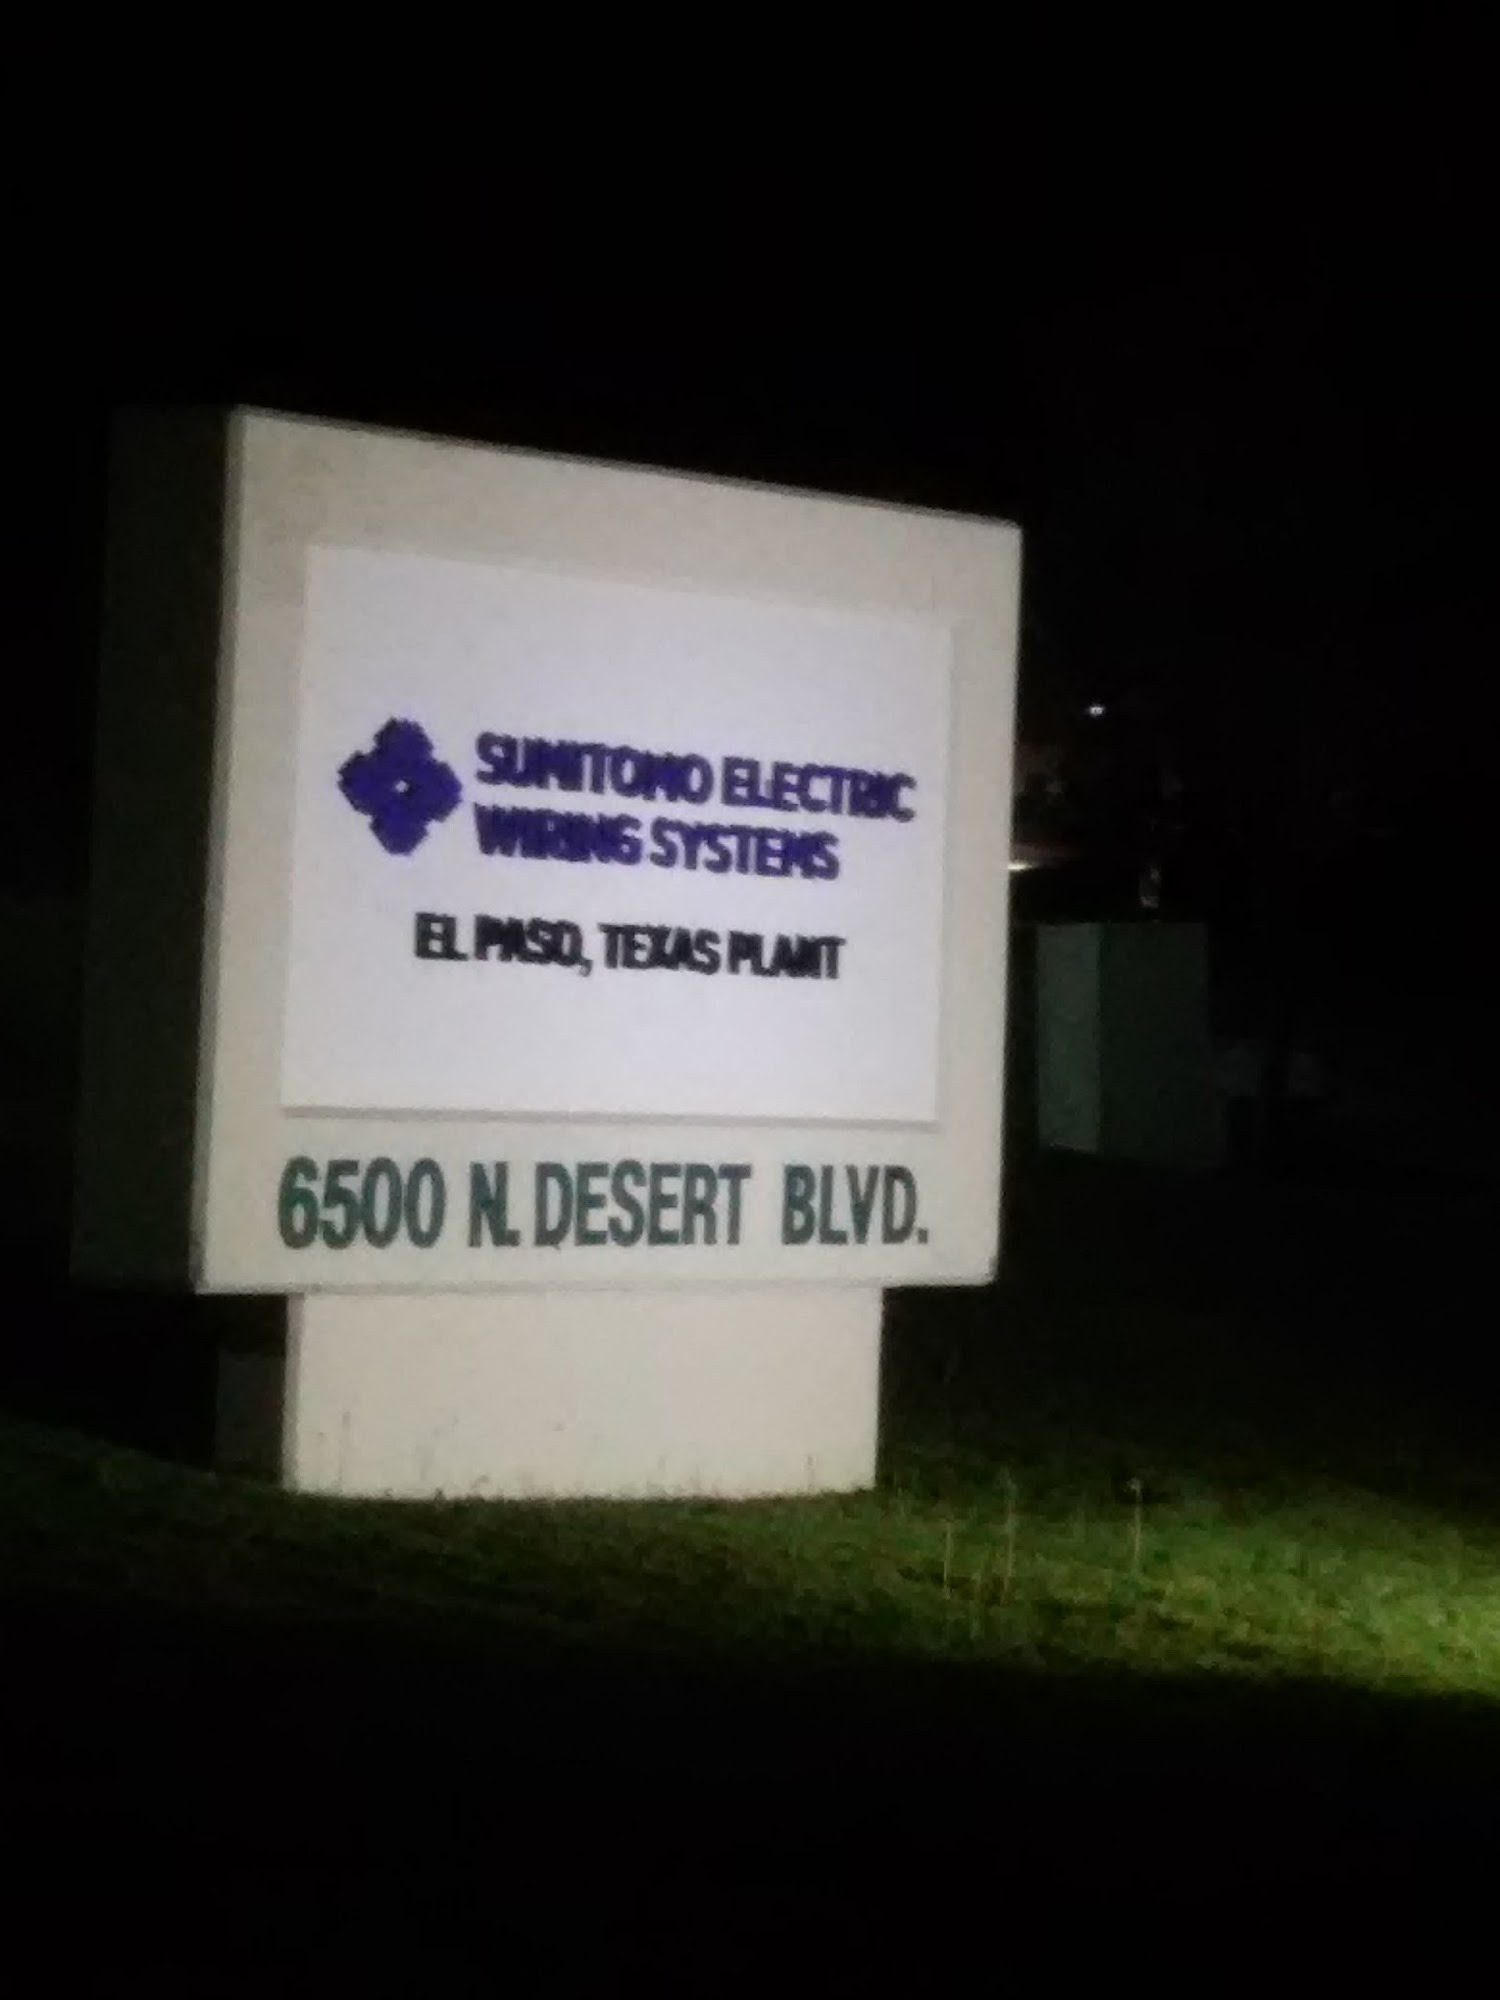 SUMITOMO ELECTRIC
WIRING SYSTEMS
EL PASO, TEXAS PLANT
6500 N. DESERT BLVD.